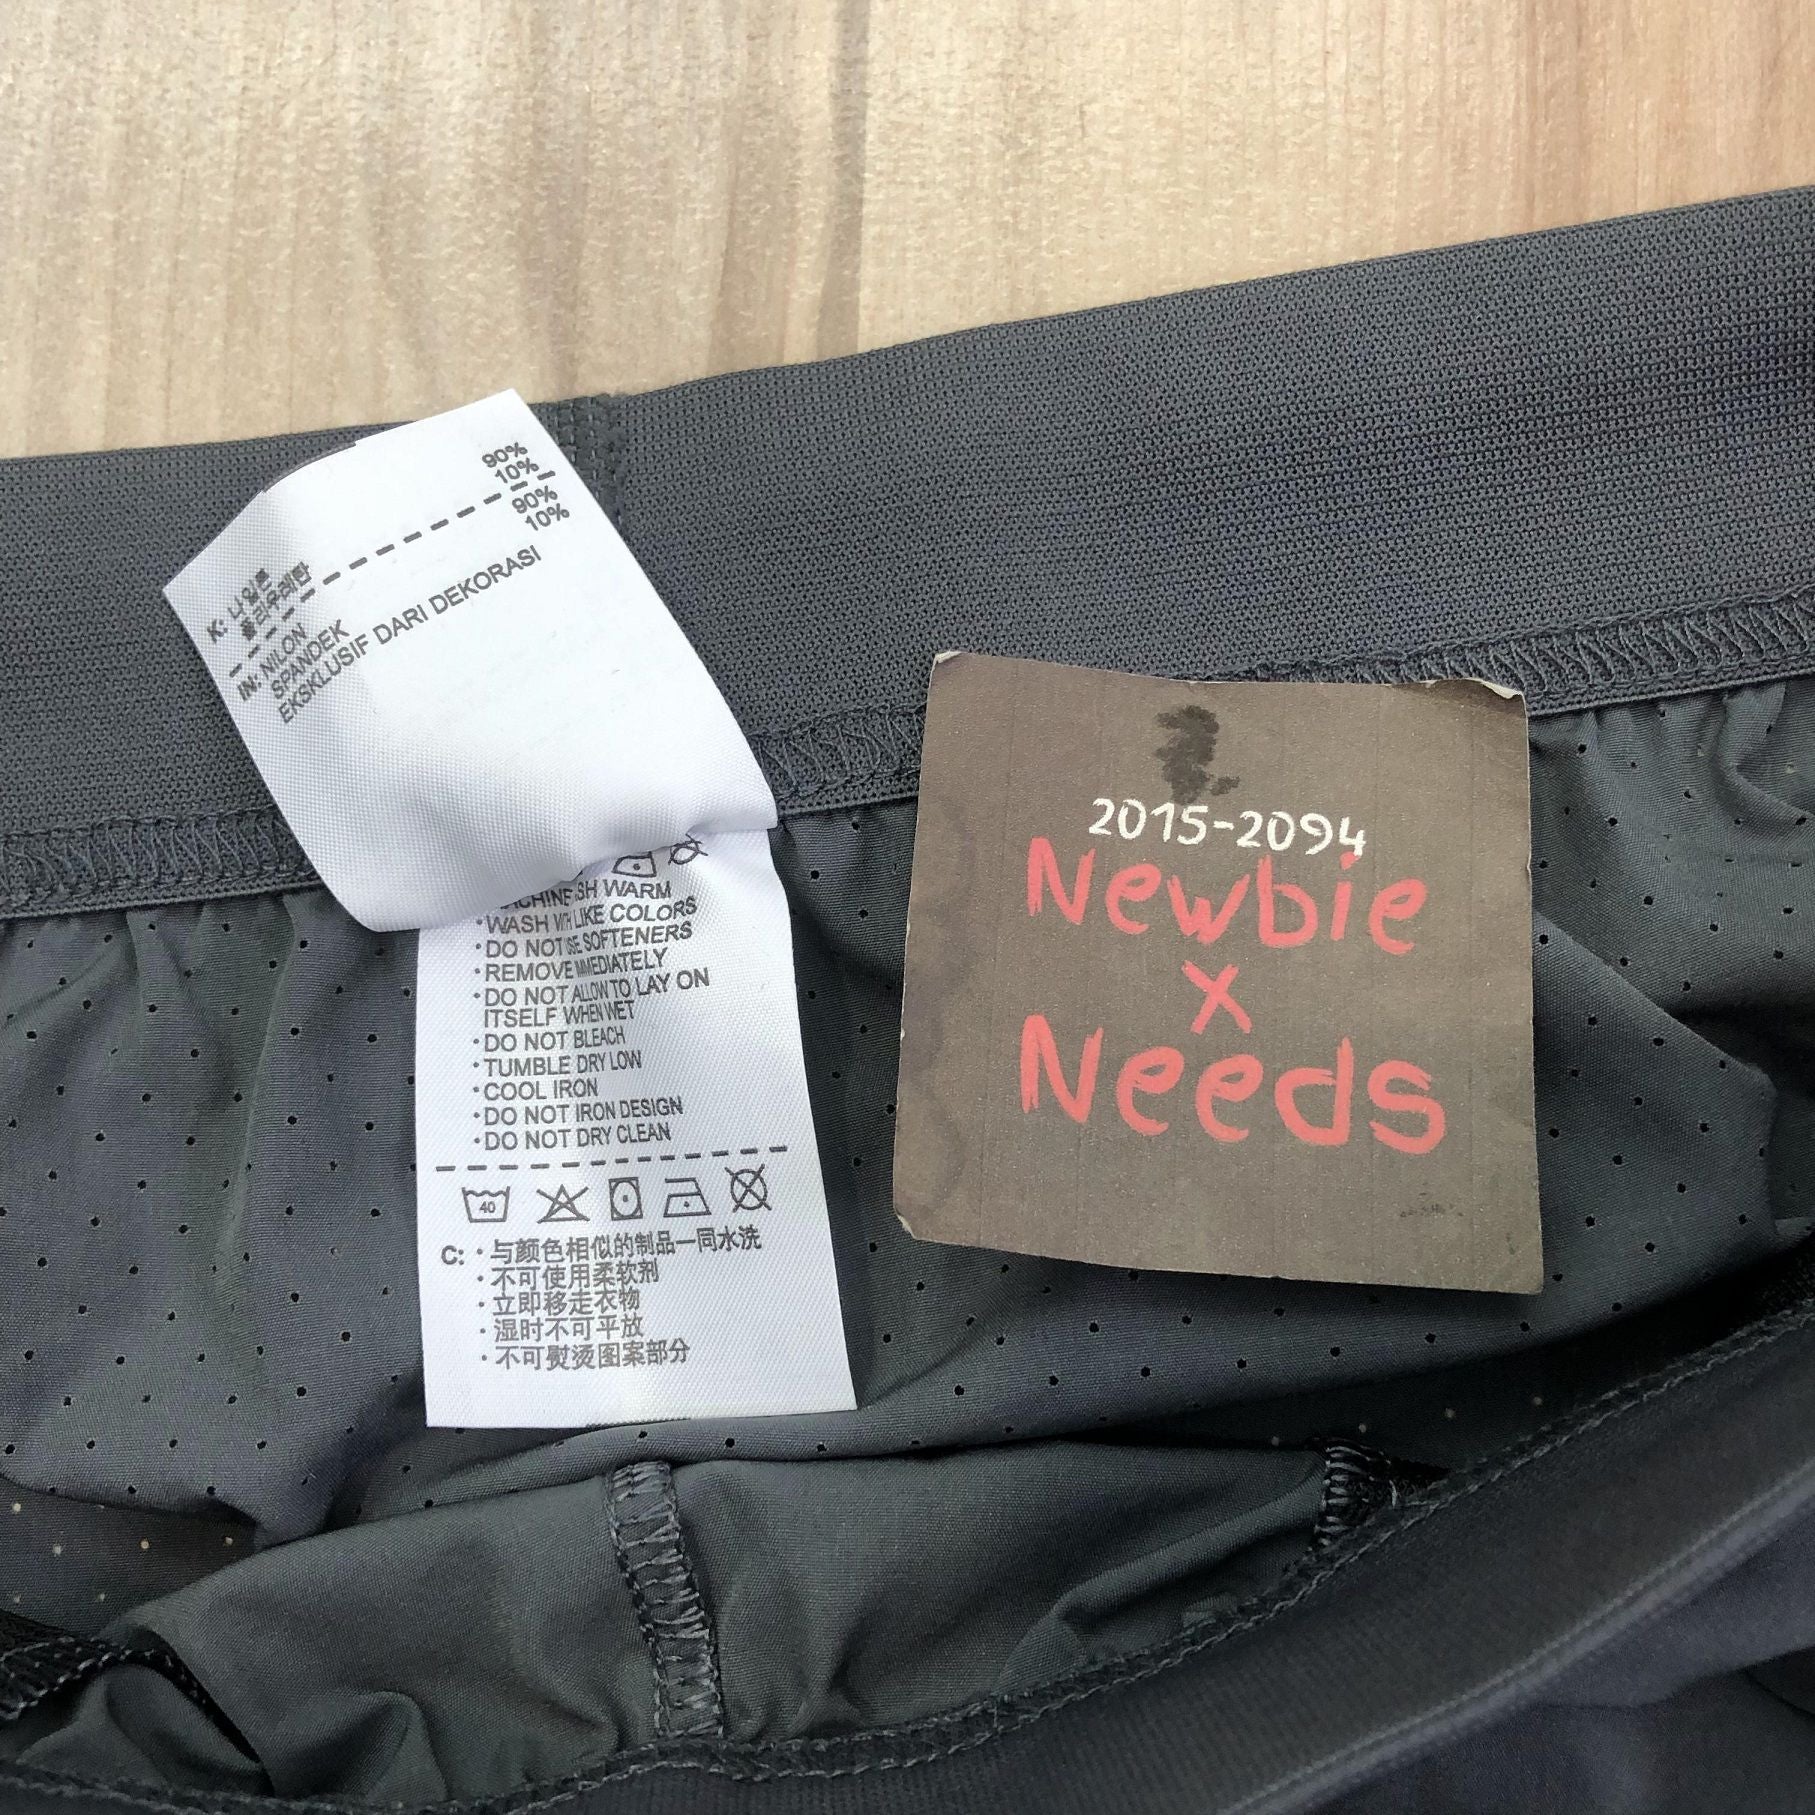 90%
10%
90%
10%
K: 나일론
폴리우레탄
IN: NILON
SPANDEK
EKSKLUSIF DARI DEKORASI
WARM
· WASH WITH LIKE COLORS
· DO NOT USE SOFTENERS
· REMOVE IMMEDIATELY
· DO NOT ALLOW TO LAY ON
ITSELF WHEN WET
· DO NOT BLEACH
· TUMBLE DRY LOW
· COOL IRON
· DO NOT IRON DESIGN
· DO NOT DRY CLEAN
40
C: · 与颜色相似的制品一同水洗
· 不可使用柔软剂
· 立即移走衣物
· 湿时不可平放
· 不可熨烫图案部分
2015-2094
Newbie
x
Needs